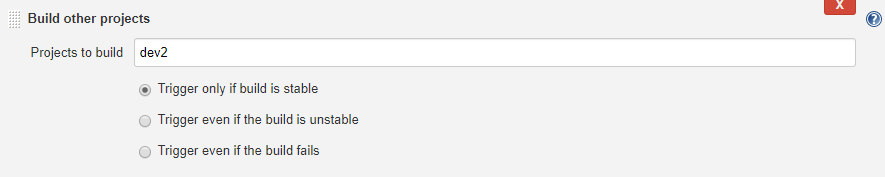 X
Build other projects
?
Projects to build dev2
Trigger only if build is stable
Trigger even if the build is unstable
Trigger even if the build fails